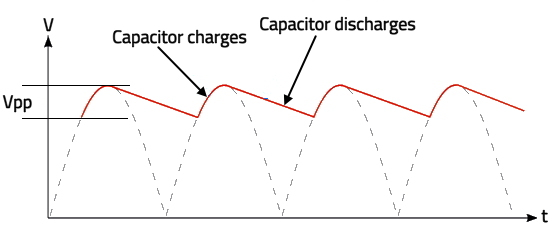 V
Capacitor charges
Capacitor discharges
Vpp
t